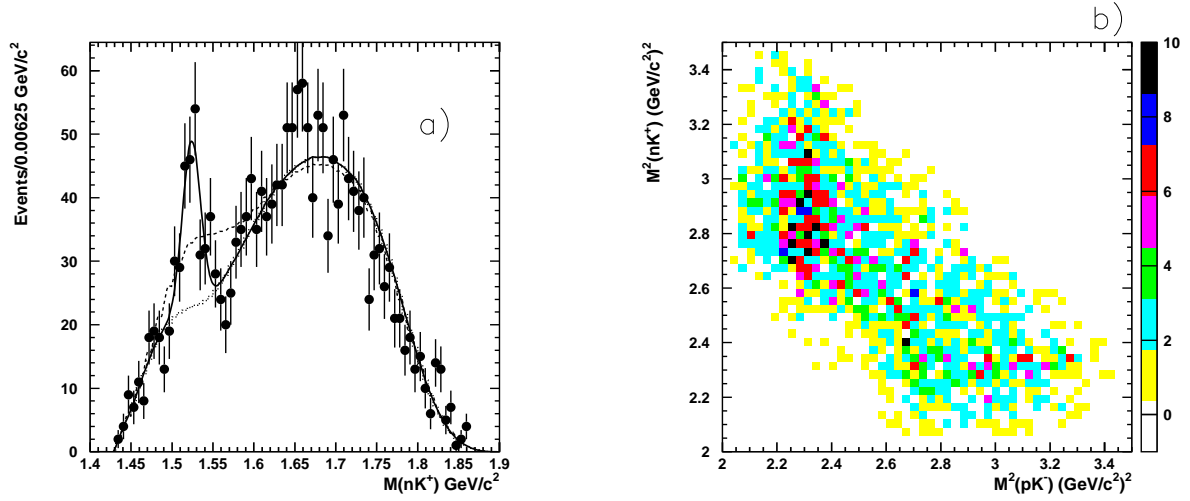 a)
Events/0.00625 GeV/c²
60
50
40
30
20
10
0
1.4 1.45 1.5 1.55 1.6 1.65 1.7 1.75 1.8 1.85 1.9
M(nK⁺) GeV/c²
b)
M²(nK⁺) (GeV/c²)²
3.4
3.2
3
2.8
2.6
2.4
2.2
2
2 2.2 2.4 2.6 2.8 3 3.2 3.4
M²(pK⁻) (GeV/c²)²
10
8
6
4
2
0